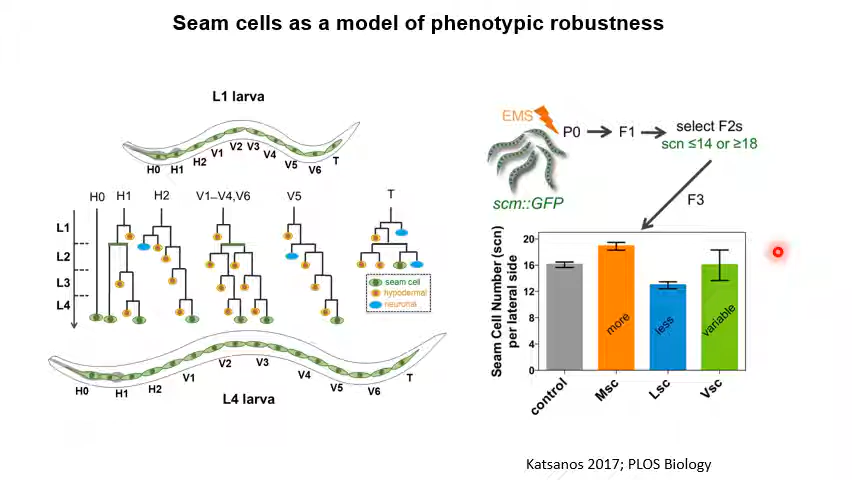 Seam cells as a model of phenotypic robustness
L1 larva
H0 H1 H2 V1 V2 V3 V4 V5 V6 T
H0 H1 H2 V1–V4,V6 V5 T
L1
L2
L3
L4
seam cell
hypodermal
neuronal
H0 H1 H2 V1 V2 V3 V4 V5 V6 T
L4 larva
EMS
P0 F1 select F2s
scn ≤14 or ≥18
scm::GFP
F3
Seam Cell Number (scn)
per lateral side
20
16
12
8
4
0
more less variable
control Msc Lsc Vsc
Katsanos 2017; PLOS Biology